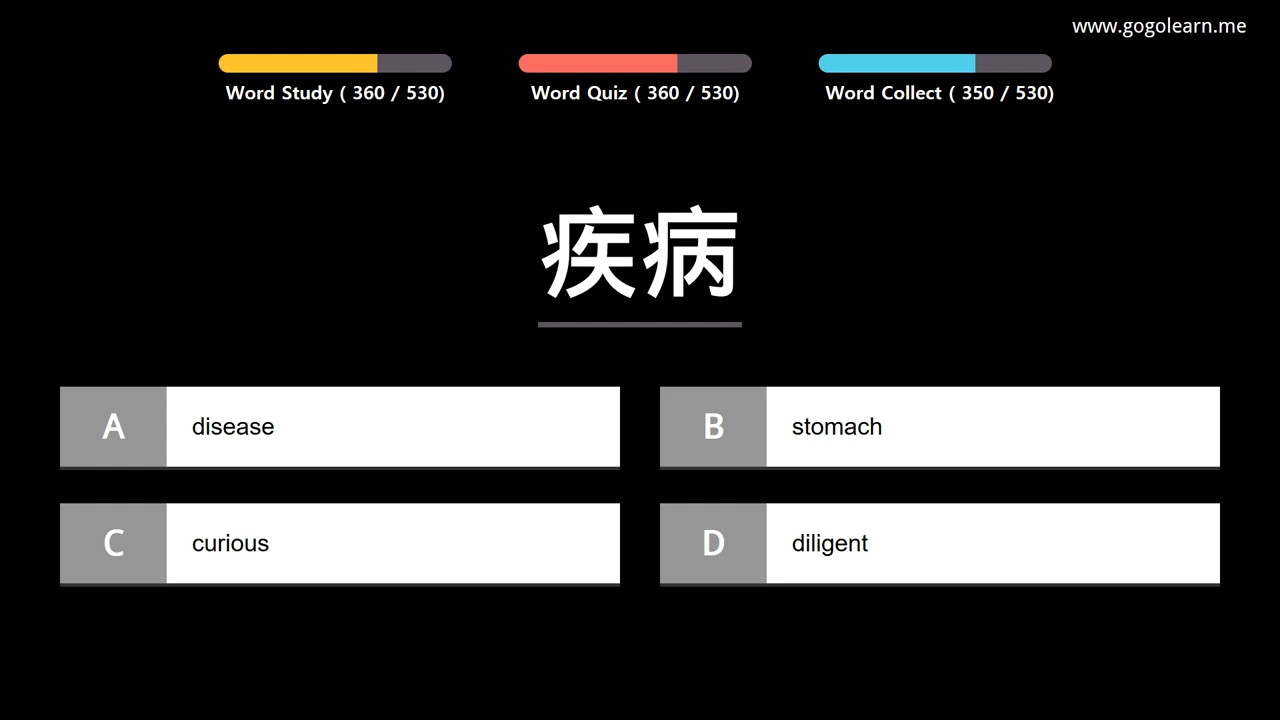 www.gogolearn.me
Word Study ( 360 / 530)
Word Quiz ( 360 / 530)
Word Collect ( 350 / 530)
疾病
A disease
B stomach
C curious
D diligent